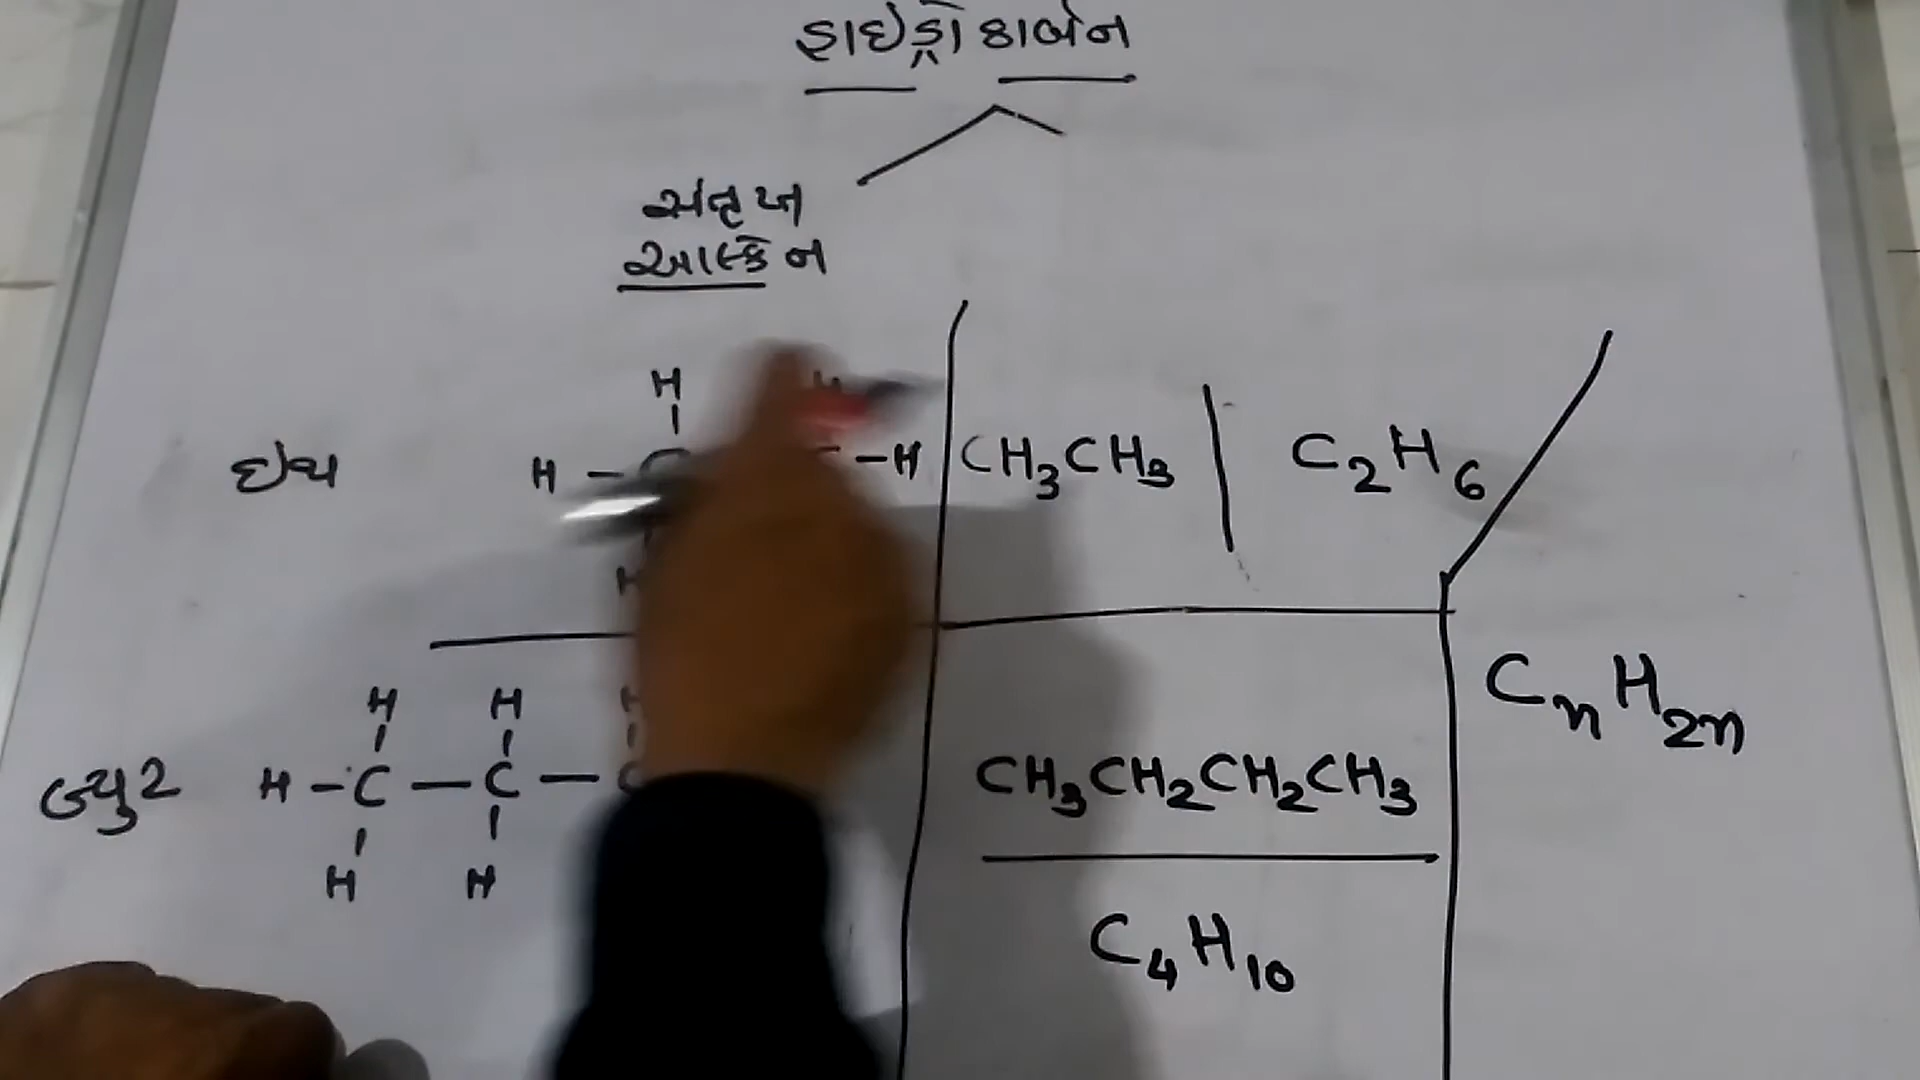 હાઇડ્રોકાર્બન
સંતૃપ્ત
આલ્કેન
H
ઇથ H – C – H CH3CH3 C2H6
H
H H H
CnH2n
બ્યુટ H – C – C – C CH3CH2CH2CH3
H H
C4H10